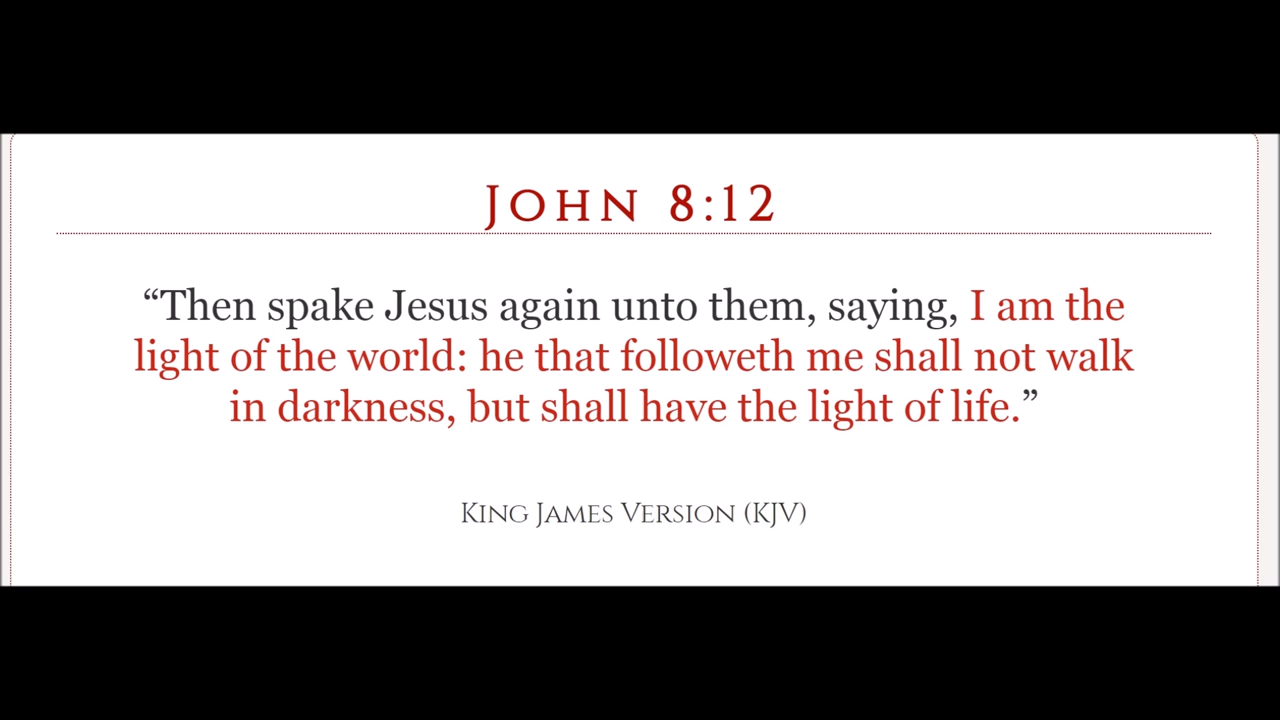 John 8:12
“Then spake Jesus again unto them, saying, I am the
light of the world: he that followeth me shall not walk
in darkness, but shall have the light of life.”
King James Version (KJV)